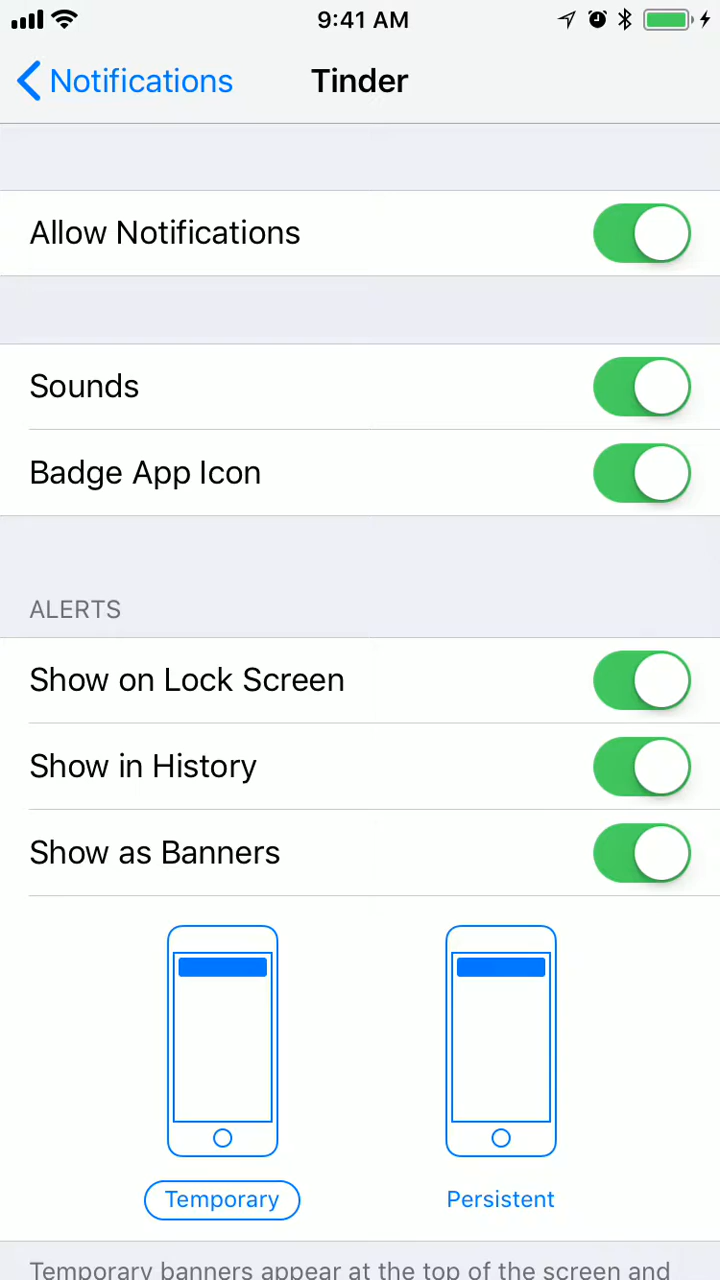 9:41 AM
Notifications Tinder
Allow Notifications
Sounds
Badge App Icon
ALERTS
Show on Lock Screen
Show in History
Show as Banners
Temporary Persistent
Temporary banners appear at the top of the screen and